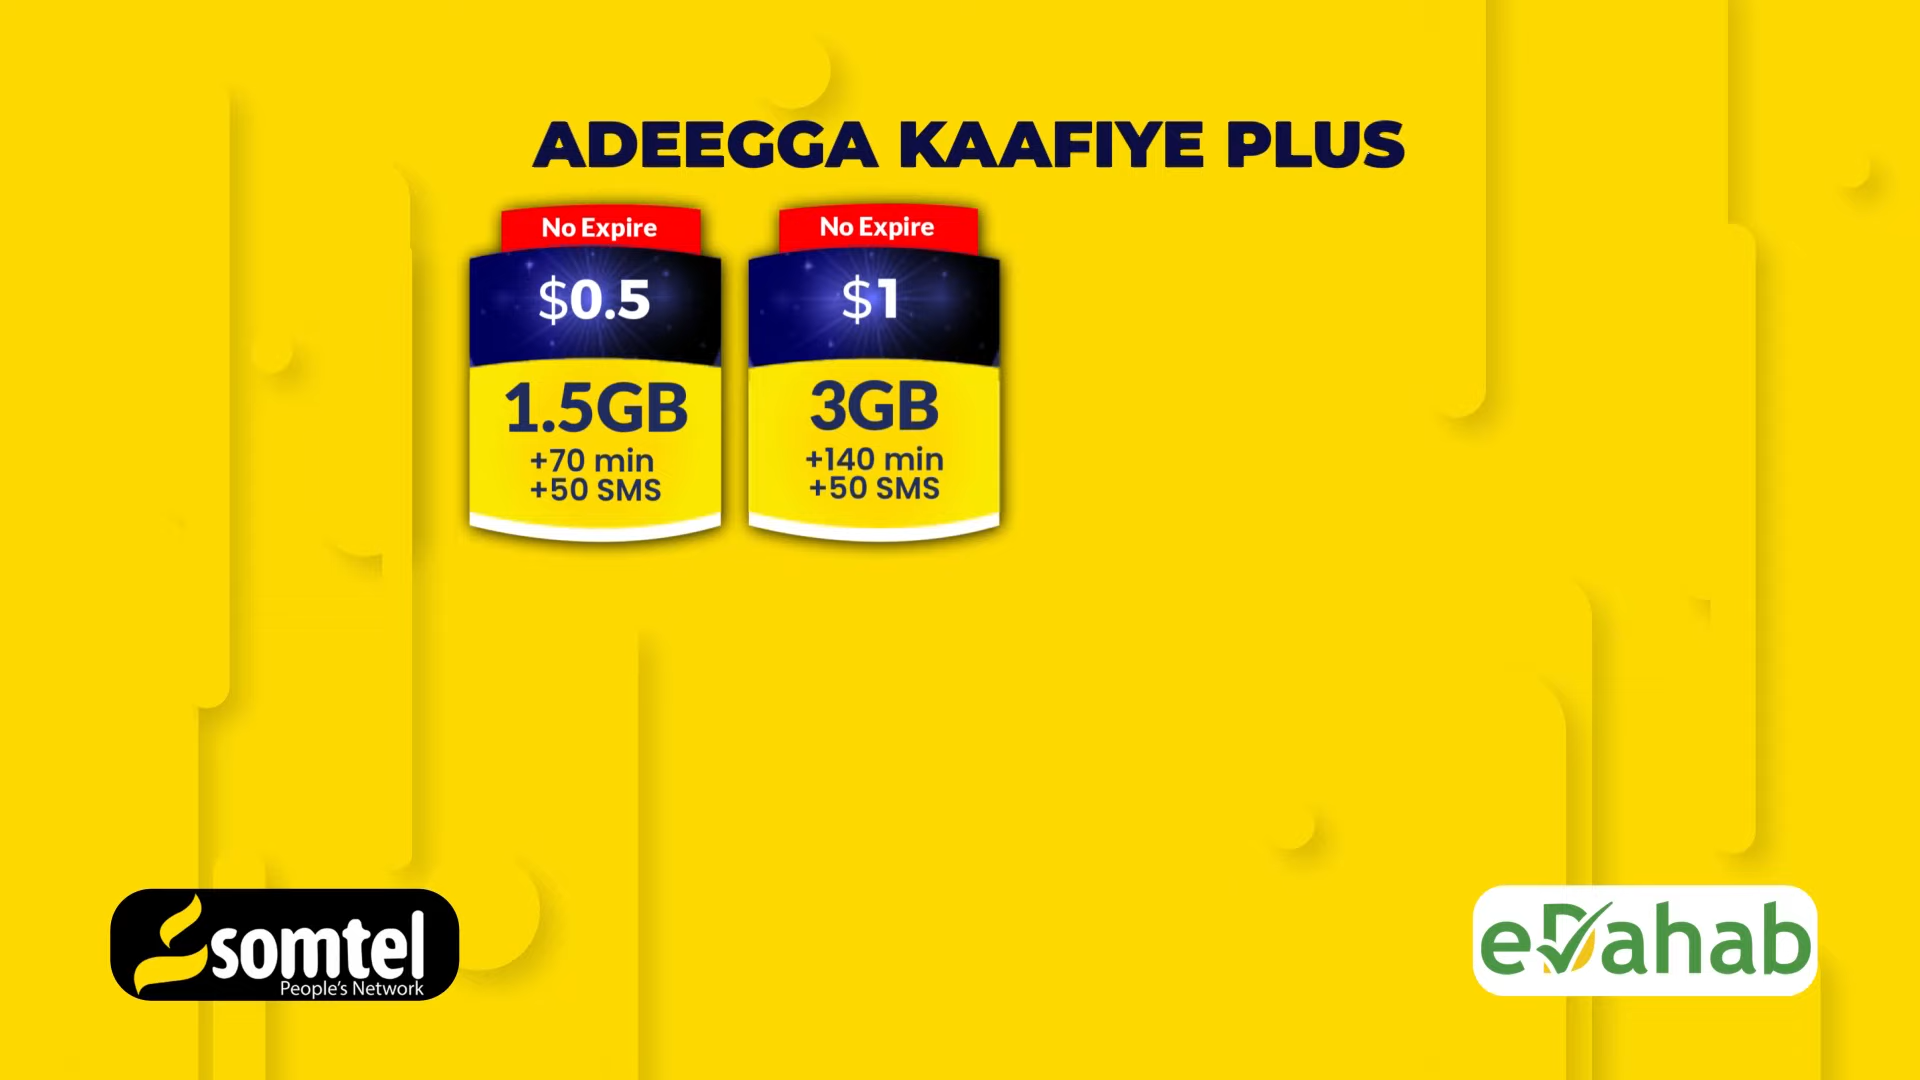 ADEEGGA KAAFIYE PLUS
No Expire
$0.5
1.5GB
+70 min
+50 SMS
No Expire
$1
3GB
+140 min
+50 SMS
somtel
People's Network
eDahab